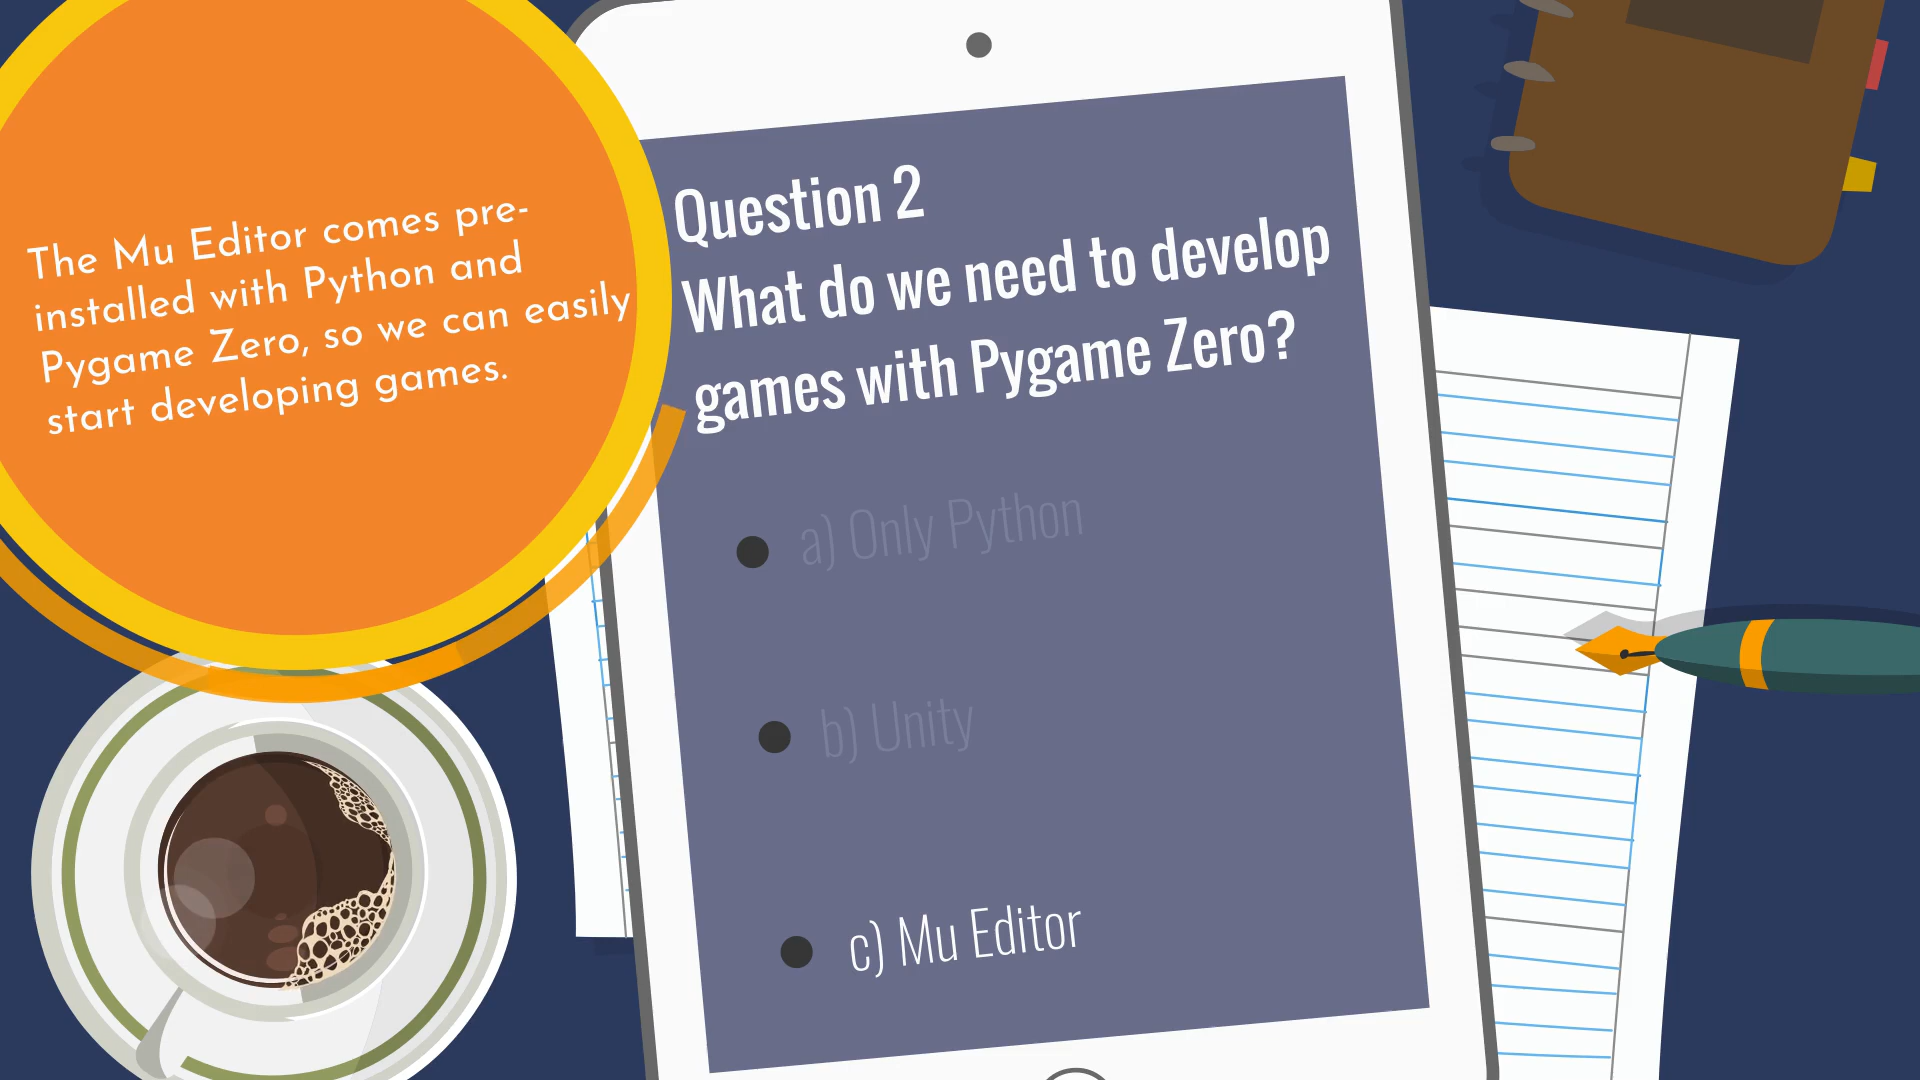 The Mu Editor comes pre-
installed with Python and
Pygame Zero, so we can easily
start developing games.
Question 2
What do we need to develop
games with Pygame Zero?
a) Only Python
b) Unity
c) Mu Editor